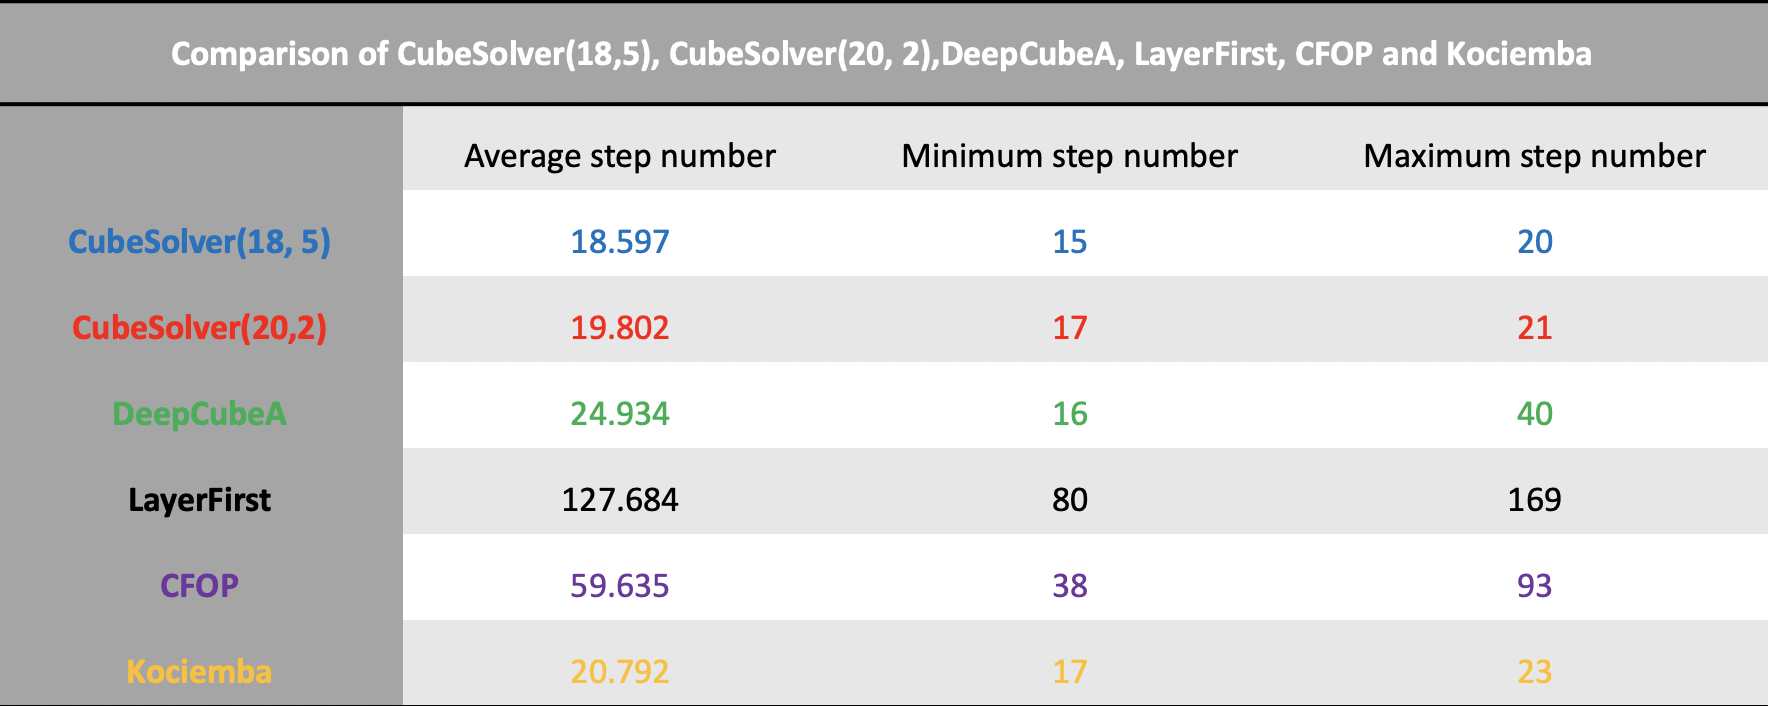 Comparison of CubeSolver(18,5), CubeSolver(20, 2),DeepCubeA, LayerFirst, CFOP and Kociemba
Average step number Minimum step number Maximum step number
CubeSolver(18, 5) 18.597 15 20
CubeSolver(20,2) 19.802 17 21
DeepCubeA 24.934 16 40
LayerFirst 127.684 80 169
CFOP 59.635 38 93
Kociemba 20.792 17 23